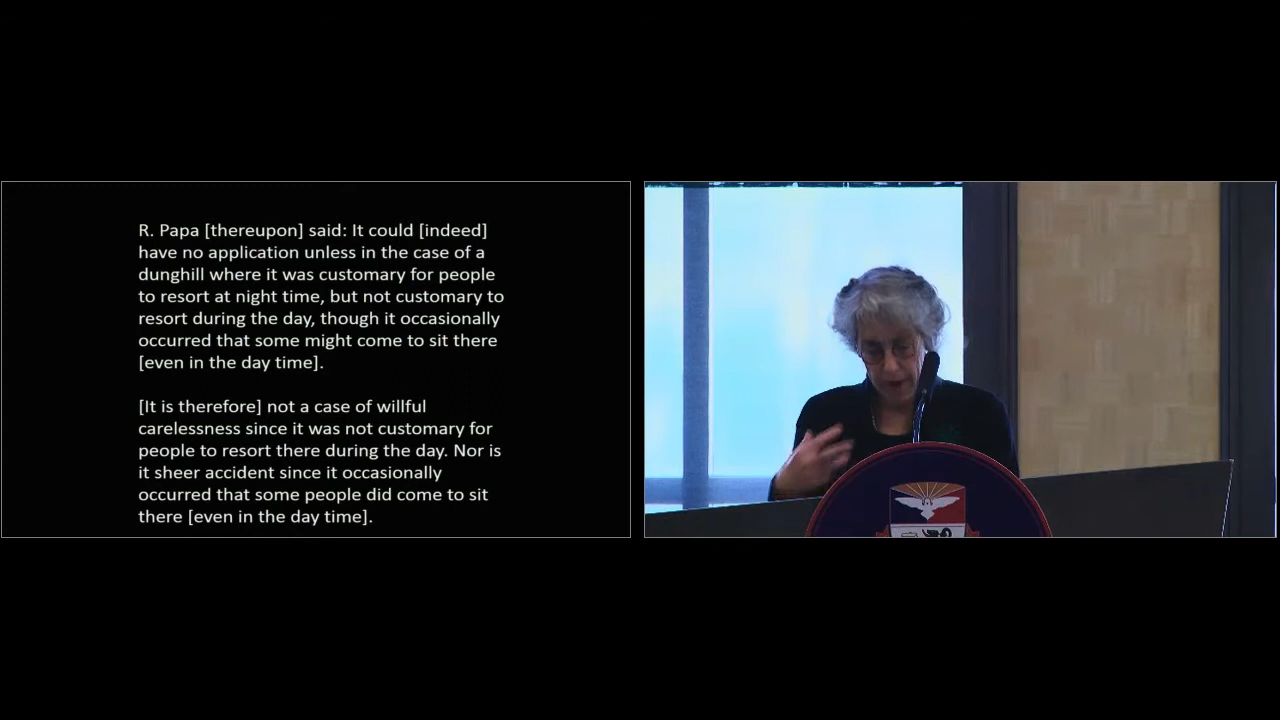 R. Papa [thereupon] said: It could [indeed]
have no application unless in the case of a
dunghill where it was customary for people
to resort at night time, but not customary to
resort during the day, though it occasionally
occurred that some might come to sit there
[even in the day time].
[It is therefore] not a case of willful
carelessness since it was not customary for
people to resort there during the day. Nor is
it sheer accident since it occasionally
occurred that some people did come to sit
there [even in the day time].